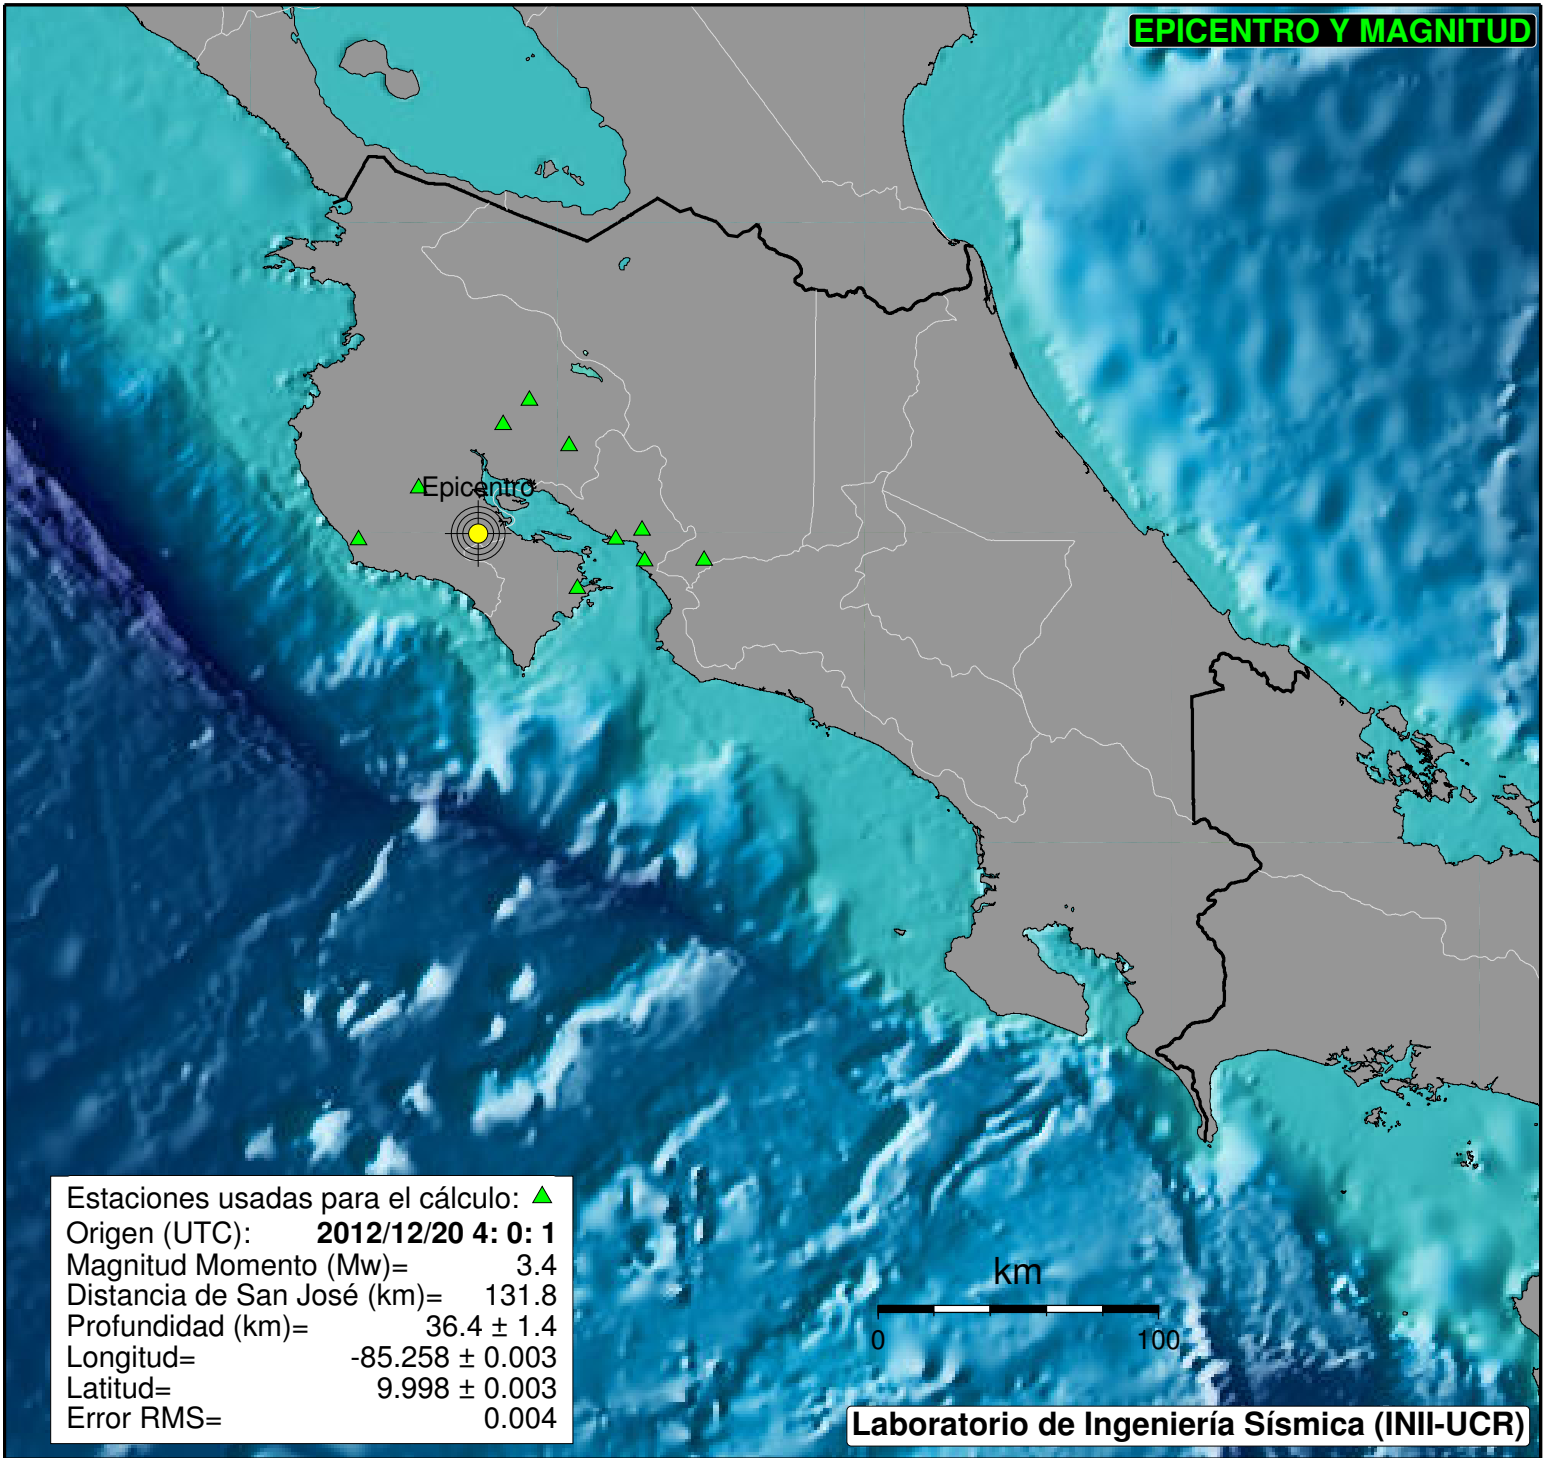 EPICENTRO Y MAGNITUD
Epicentro
Estaciones usadas para el cálculo:
Origen (UTC): 2012/12/20 4: 0: 1
Magnitud Momento (Mw)= 3.4
Distancia de San José (km)= 131.8
Profundidad (km)= 36.4 ± 1.4
Longitud= -85.258 ± 0.003
Latitud= 9.998 ± 0.003
Error RMS= 0.004
km
0 100
Laboratorio de Ingeniería Sísmica (INII-UCR)